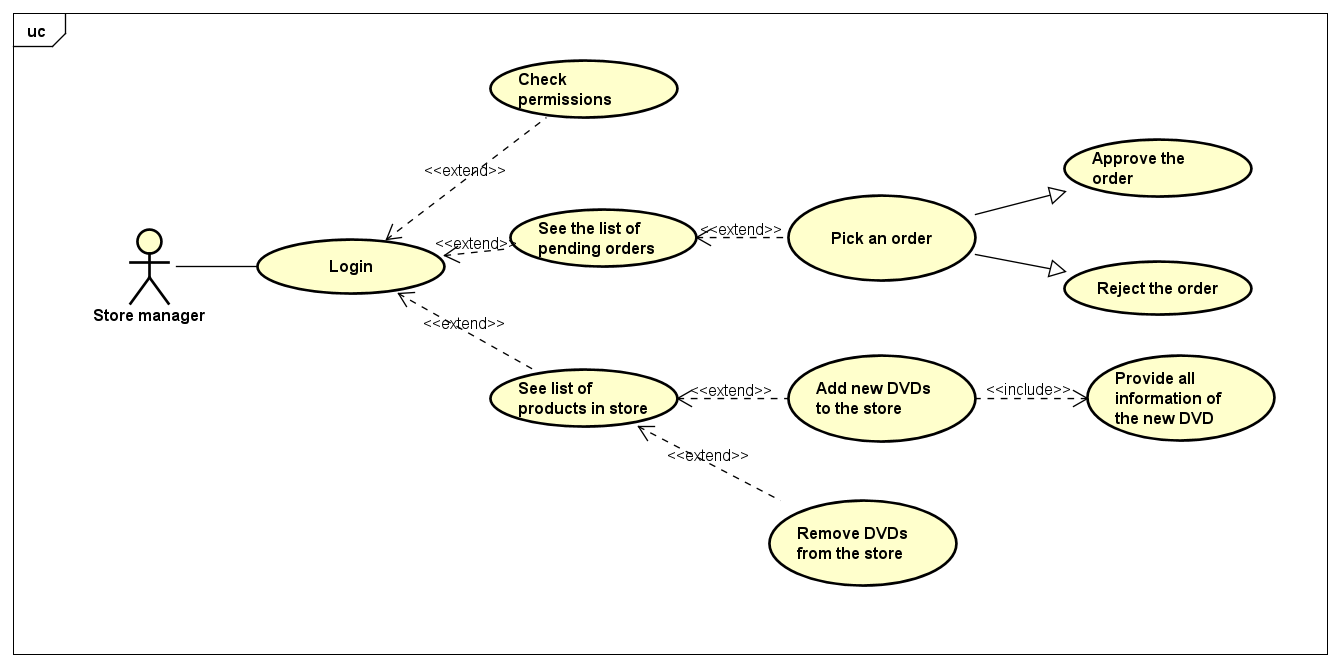 uc
Check
permissions
<<extend>>
Approve the
order
See the list of
pending orders
<<extend>>
<<extend>>
Pick an order
Login
Reject the order
Store manager
<<extend>>
See list of
products in store
<<extend>>
Add new DVDs
to the store
<<include>>
Provide all
information of
the new DVD
<<extend>>
Remove DVDs
from the store